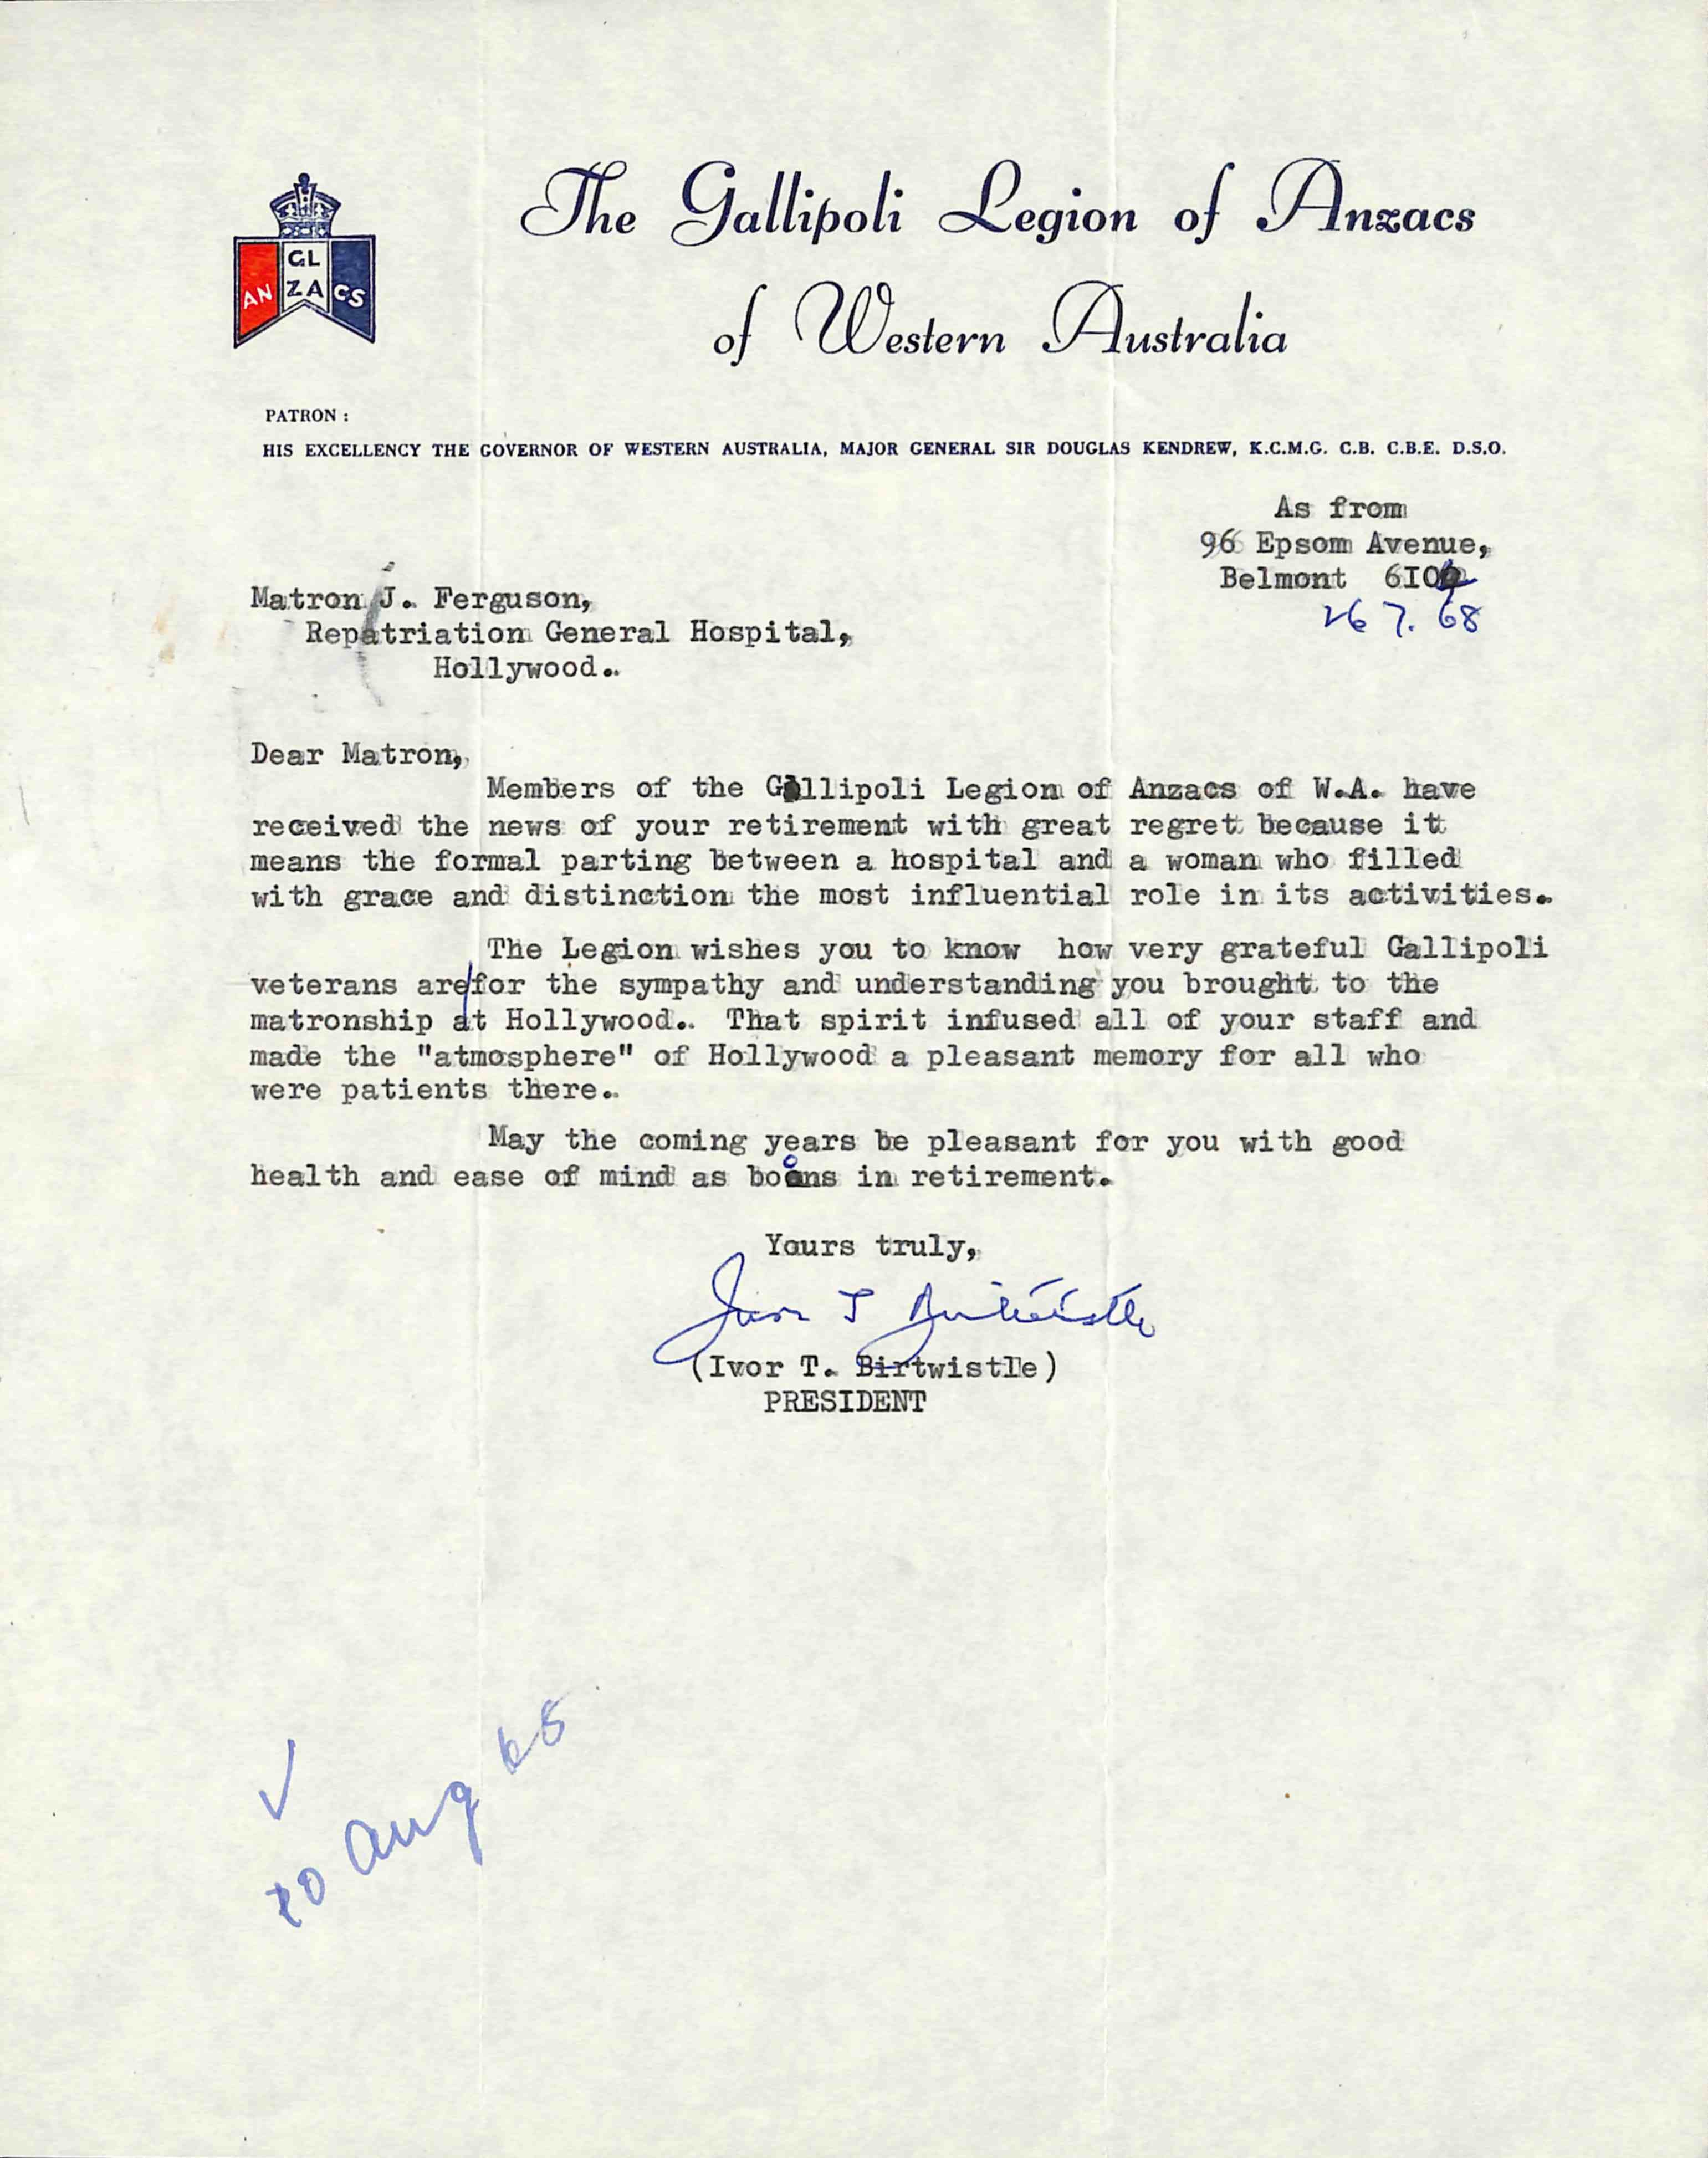 The Gallipoli Legion of Anzacs
of Western Australia
GL
AN ZA CS
PATRON :
HIS EXCELLENCY THE GOVERNOR OF WESTERN AUSTRALIA, MAJOR GENERAL SIR DOUGLAS KENDREW, K.C.M.G. C.B. C.B.E. D.S.O.
As from
96 Epsom Avenue,
Belmont
26 7. 68
Matron J. Ferguson,
Repatriation General Hospital,
Hollywood.
Dear Matron,
Members of the Gallipoli Legion of Anzacs of W.A. have
received the news of your retirement with great regret because it
means the formal parting between a hospital and a woman who filled
with grace and distinction the most influential role in its activities.
The Legion wishes you to know how very grateful Gallipoli
veterans are/for the sympathy and understanding you brought to the
matronship at Hollywood. That spirit infused all of your staff and
made the "atmosphere" of Hollywood a pleasant memory for all who
were patients there.
May the coming years be pleasant for you with good
health and ease of mind as boons in retirement.
Yours truly,
Ivor T Birtwistle
(Ivor T. Birtwistle)
PRESIDENT
✓
20 Aug 68